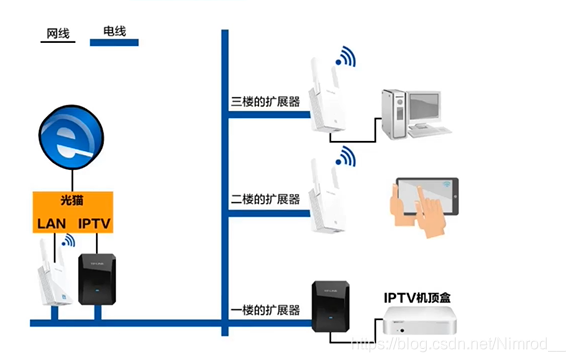 网线 电线
三楼的扩展器
光猫
LAN IPTV
二楼的扩展器
一楼的扩展器
IPTV机顶盒
https://blog.csdn.net/Nimrod__